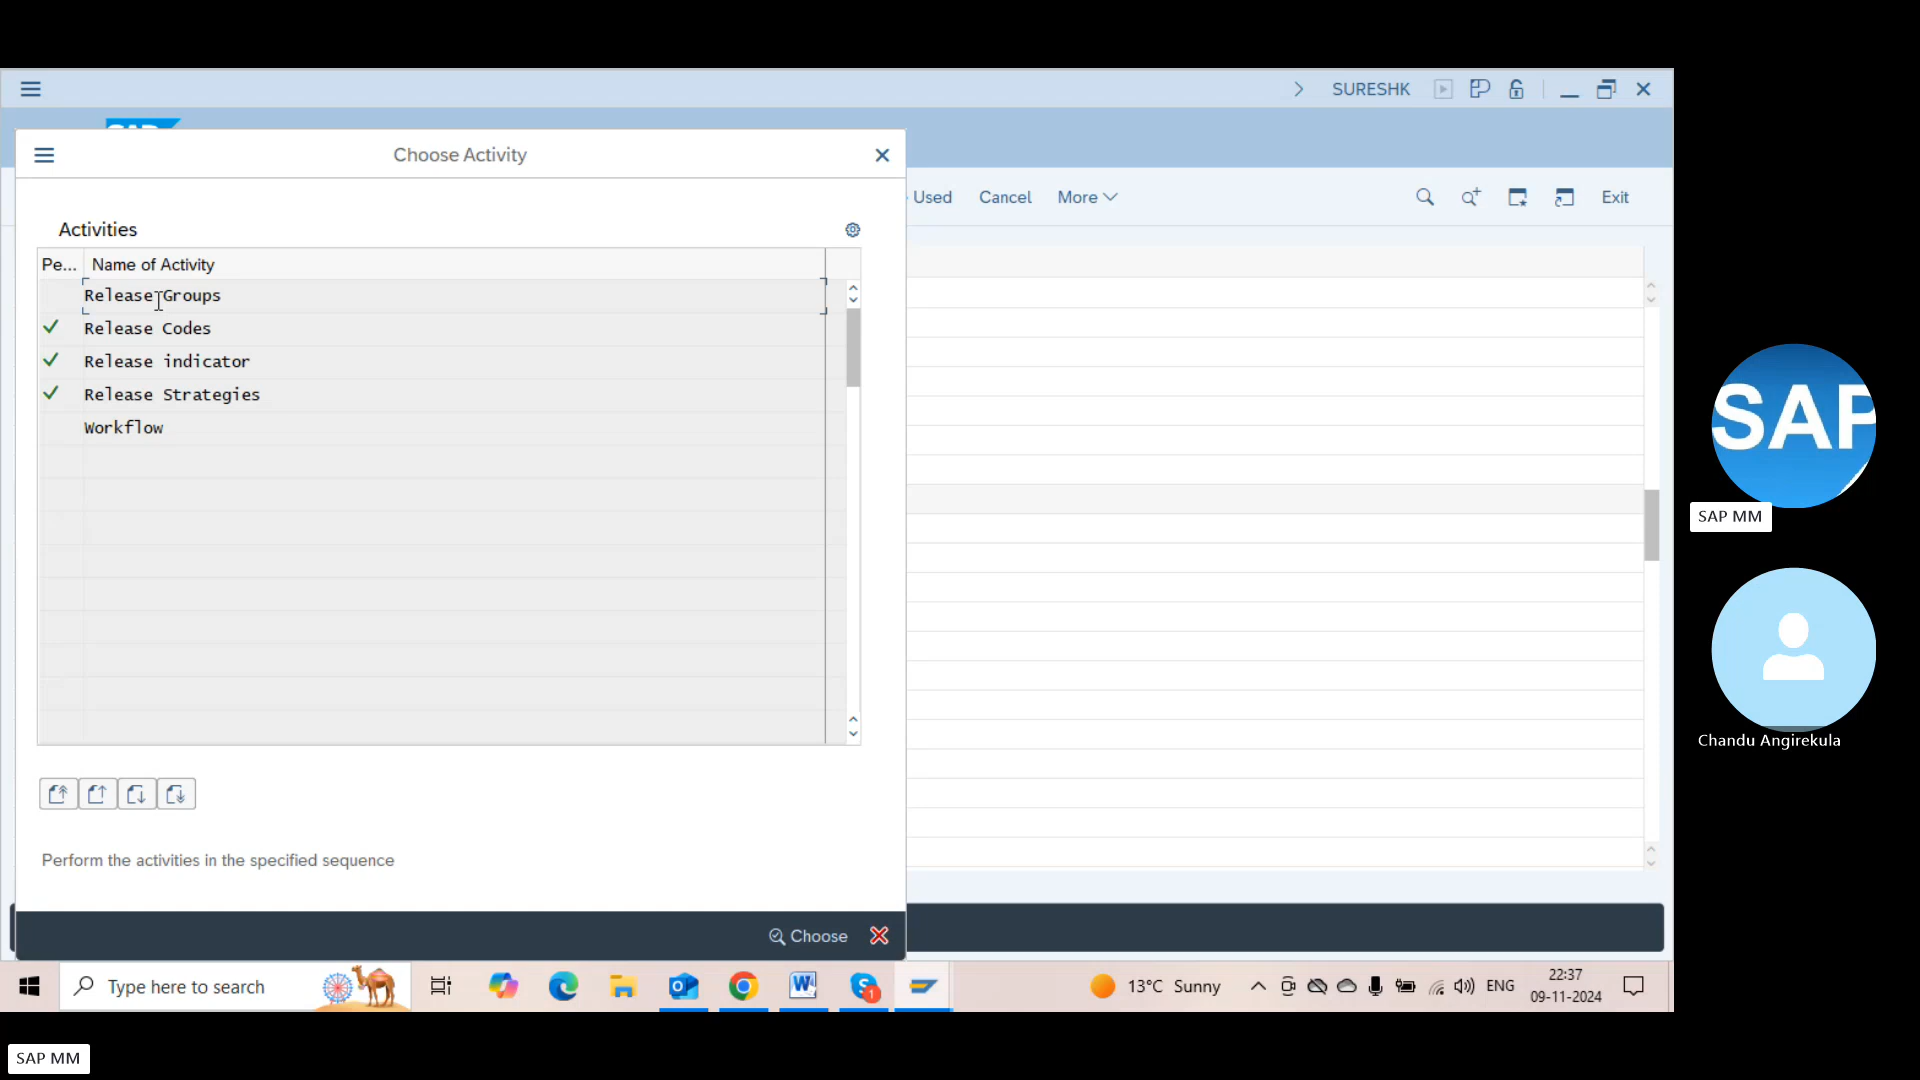 SURESHK
SAP
Choose Activity
Used
Cancel
More
Exit
Activities
Pe...
Name of Activity
Release Groups
Release Codes
Release indicator
Release Strategies
Workflow
Perform the activities in the specified sequence
Choose
SAP
SAP MM
Chandu Angirekula
Type here to search
1
13°C Sunny
ENG
22:37
09-11-2024
SAP MM